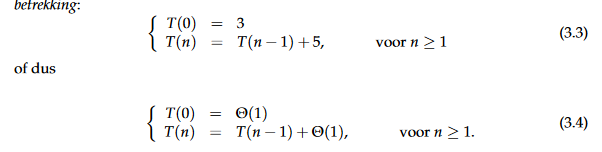 betrekking:
{ T(0) = 3
T(n) = T(n − 1) + 5, voor n ≥ 1 (3.3)
of dus
{ T(0) = Θ(1)
T(n) = T(n − 1) + Θ(1), voor n ≥ 1. (3.4)